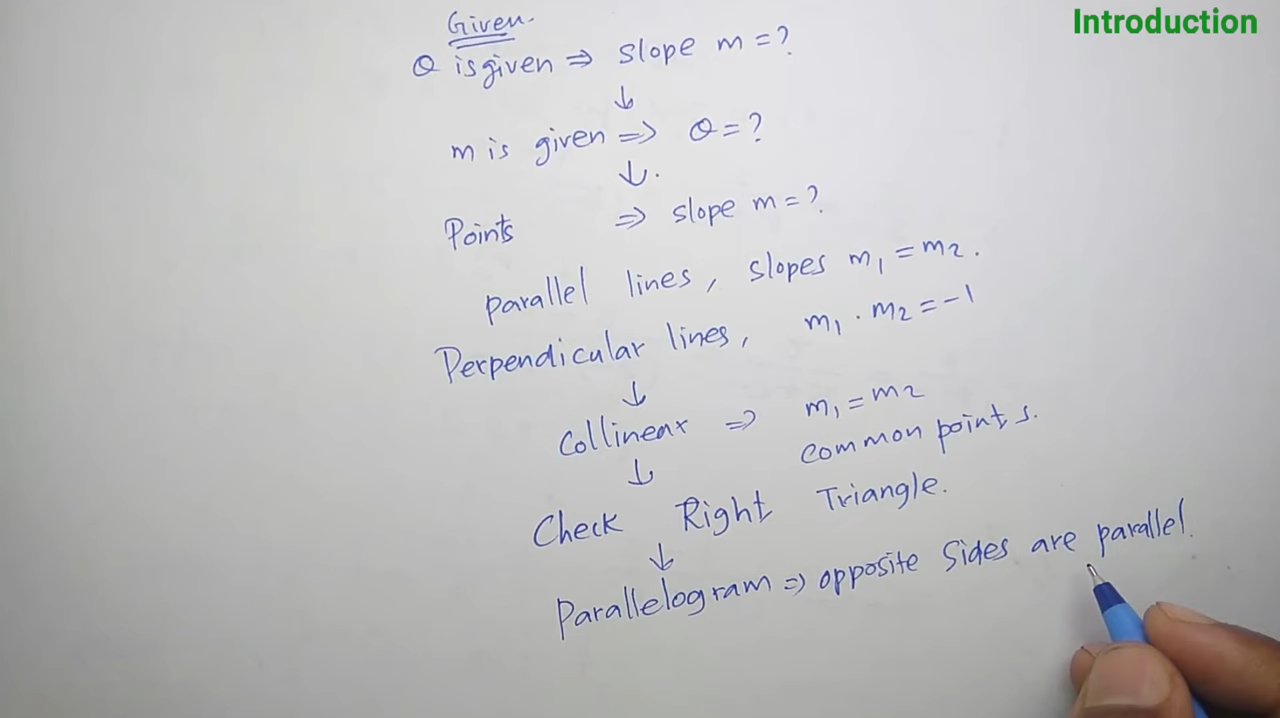 Introduction
Given.
θ is given ⇒ slope m = ?
↓
m is given ⇒ θ = ?
↓.
Points ⇒ slope m = ?
parallel lines, slopes m₁ = m₂.
Perpendicular lines, m₁ · m₂ = -1
↓
Collinear ⇒ m₁ = m₂
↓ common points.
Check Right Triangle.
↓
Parallelogram ⇒ opposite sides are parallel.